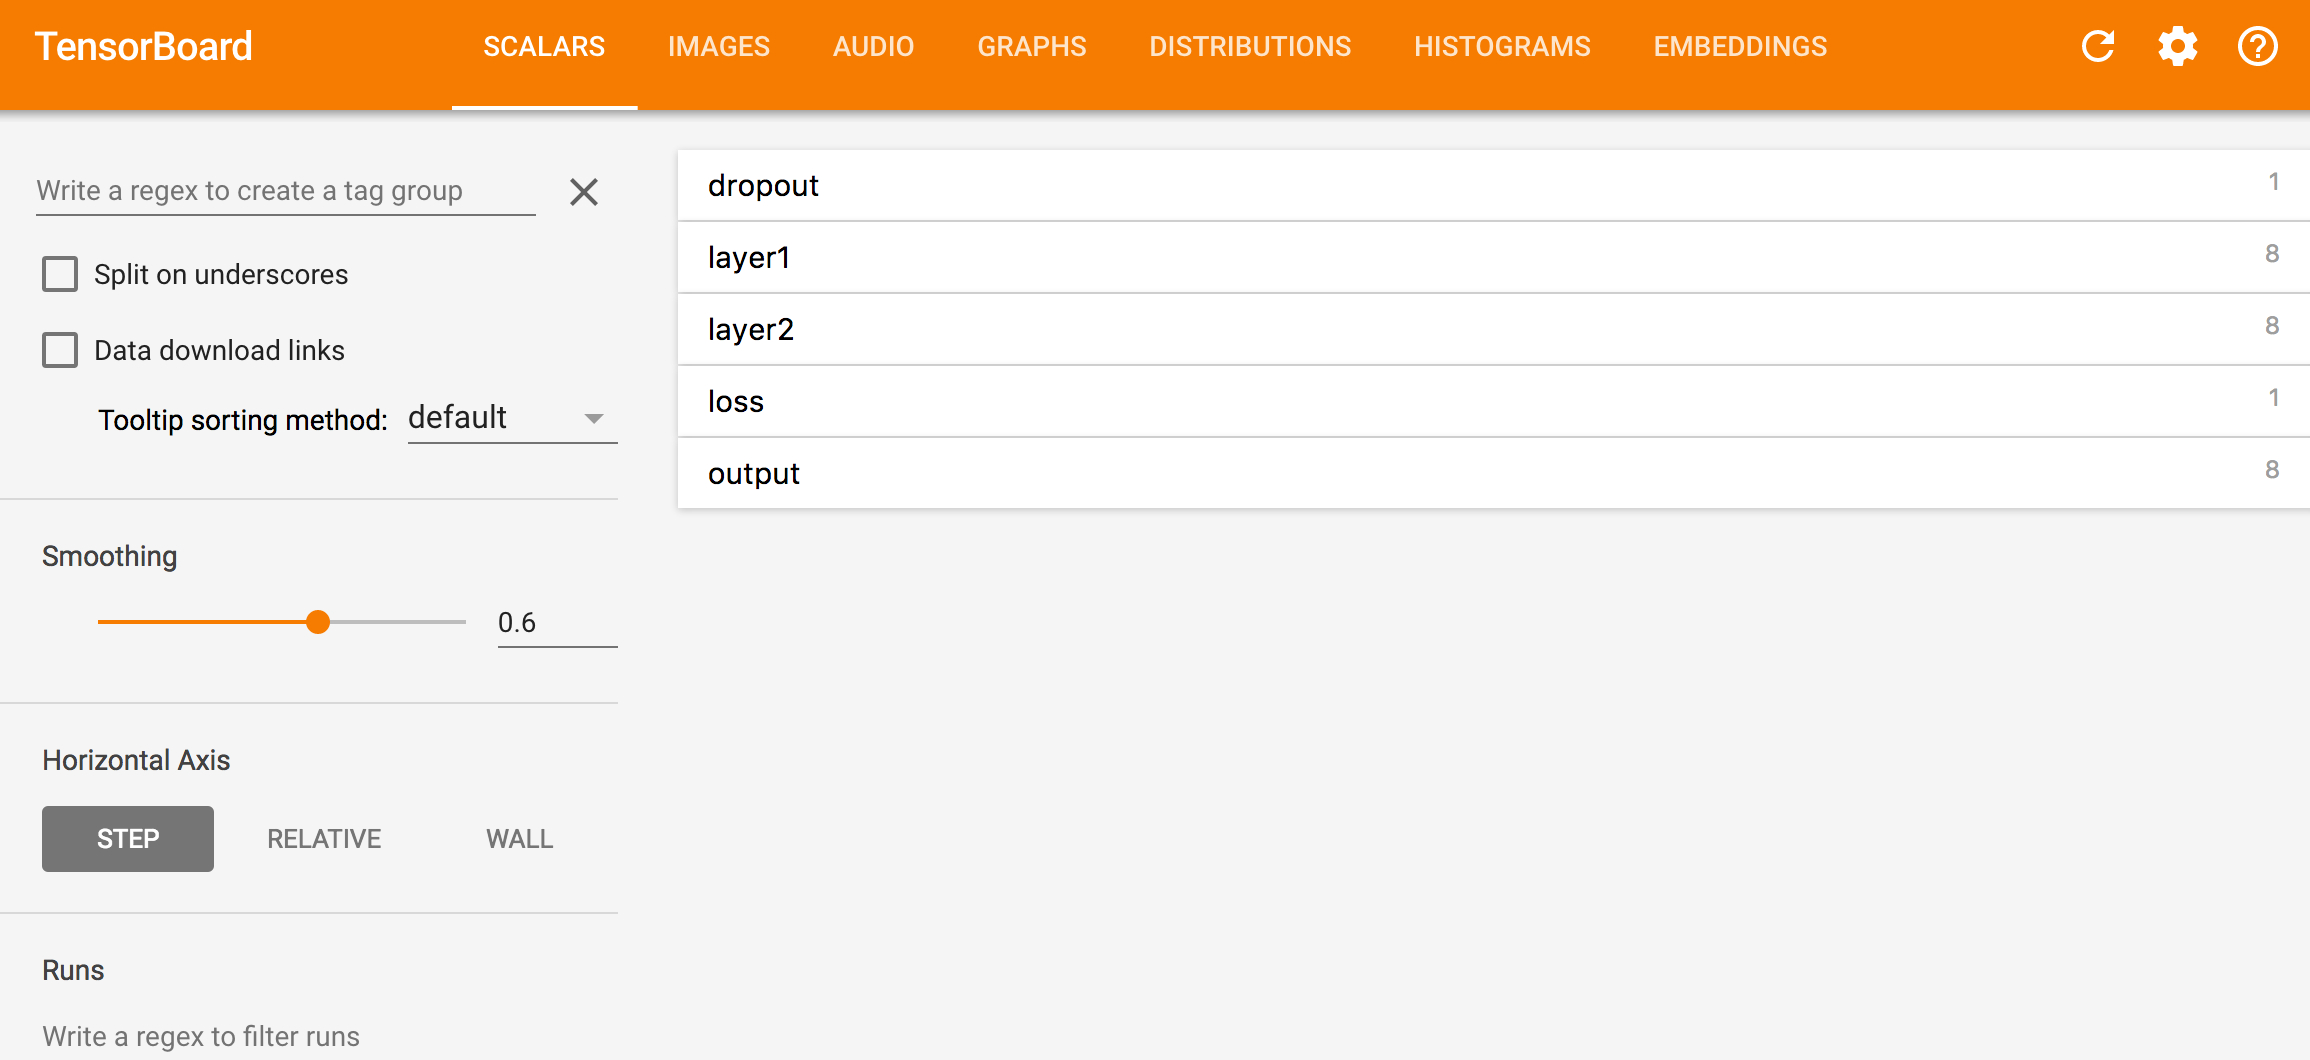 TensorBoard SCALARS IMAGES AUDIO GRAPHS DISTRIBUTIONS HISTOGRAMS EMBEDDINGS
Write a regex to create a tag group
Split on underscores
Data download links
Tooltip sorting method: default
Smoothing
0.6
Horizontal Axis
STEP RELATIVE WALL
Runs
Write a regex to filter runs
dropout 1
layer1 8
layer2 8
loss 1
output 8